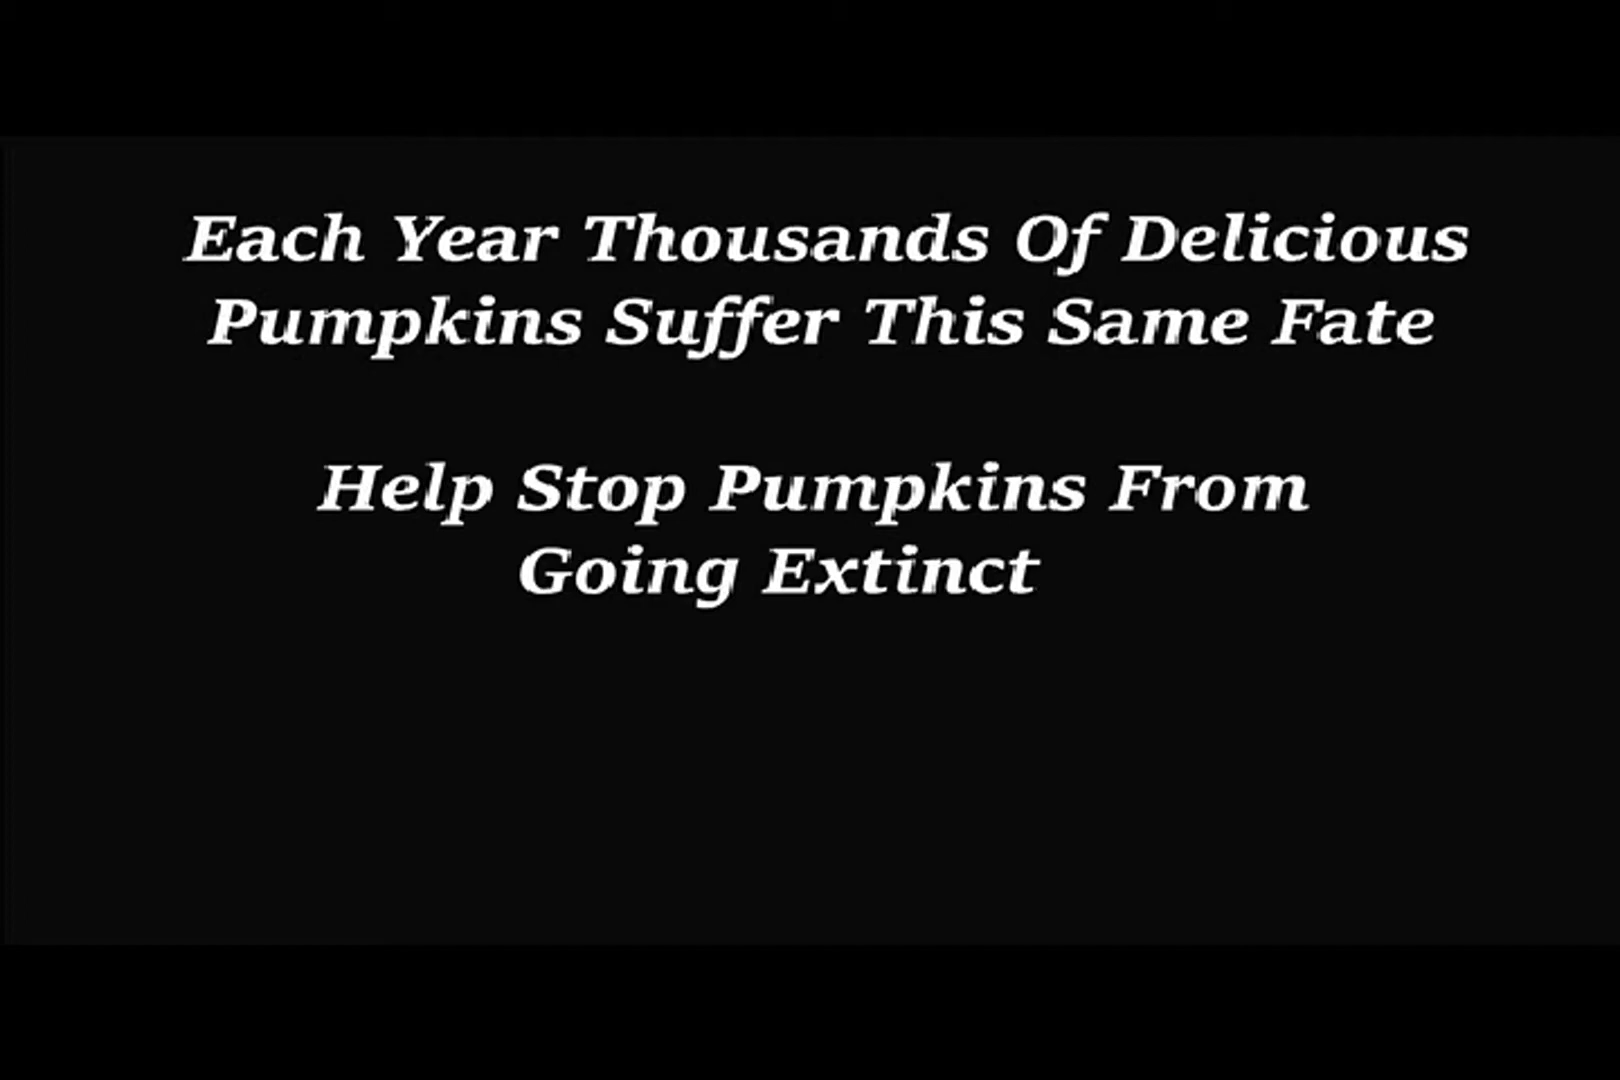 Each Year Thousands Of Delicious
Pumpkins Suffer This Same Fate
Help Stop Pumpkins From
Going Extinct